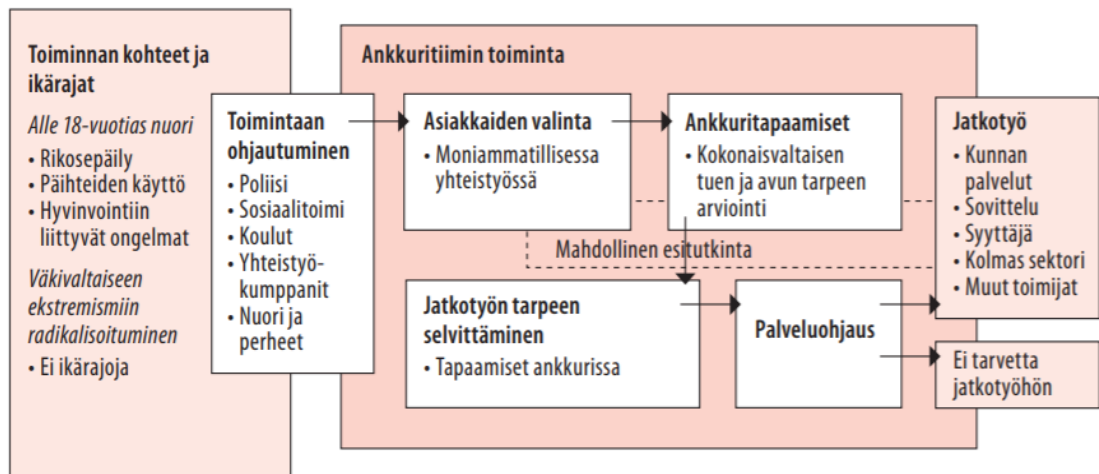 Toiminnan kohteet ja
ikärajat
Alle 18-vuotias nuori
• Rikosepäily
• Päihteiden käyttö
• Hyvinvointiin
liittyvät ongelmat
Väkivaltaiseen
ekstremismiin
radikalisoituminen
• Ei ikärajoja
Toimintaan
ohjautuminen
• Poliisi
• Sosiaalitoimi
• Koulut
• Yhteistyö-
kumppanit
• Nuori ja
perheet
Ankkuritiimin toiminta
Asiakkaiden valinta
• Moniammatillisessa
yhteistyössä
Ankkuritapaamiset
• Kokonaisvaltaisen
tuen ja avun tarpeen
arviointi
Mahdollinen esitutkinta
Jatkotyön tarpeen
selvittäminen
• Tapaamiset ankkurissa
Palveluohjaus
Jatkotyö
• Kunnan
palvelut
• Sovittelu
• Syyttäjä
• Kolmas sektori
• Muut toimijat
Ei tarvetta
jatkotyöhön